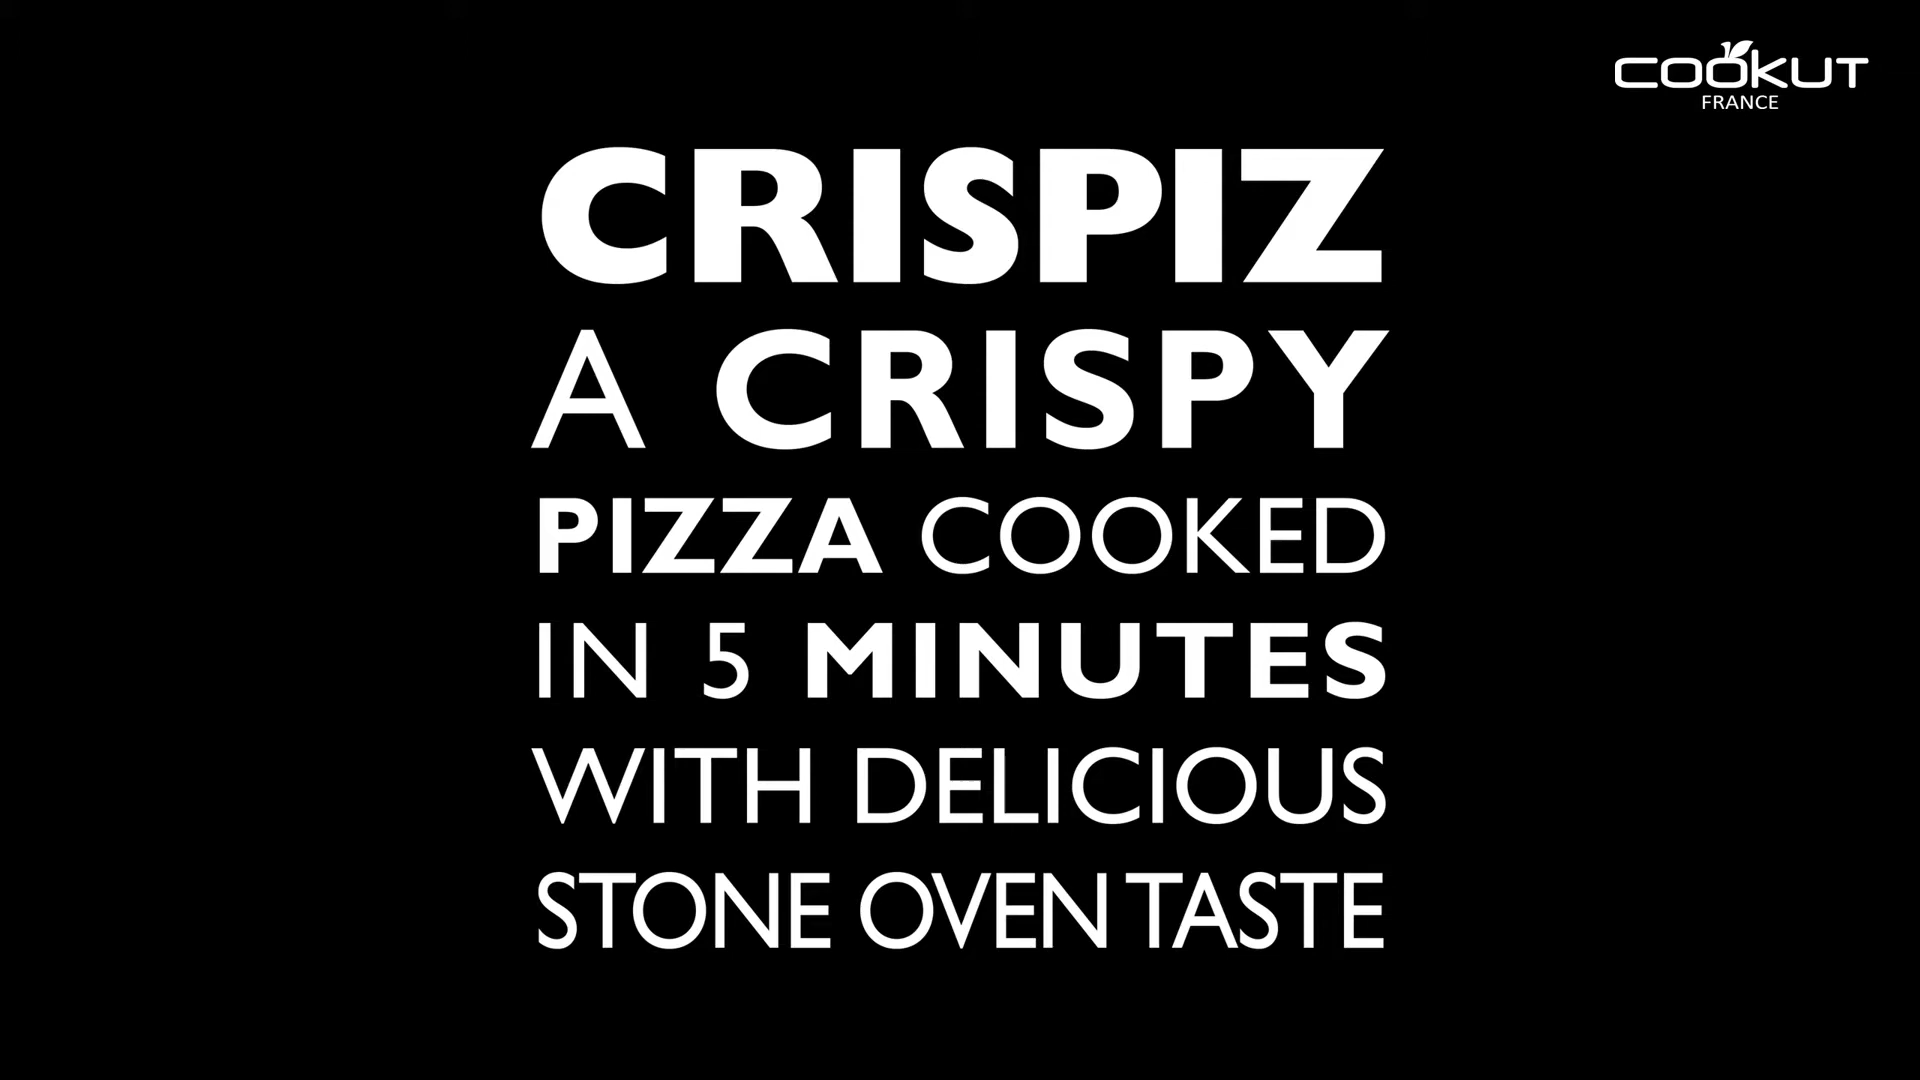 COOKUT
FRANCE
CRISPIZ
A CRISPY
PIZZA COOKED
IN 5 MINUTES
WITH DELICIOUS
STONE OVEN TASTE